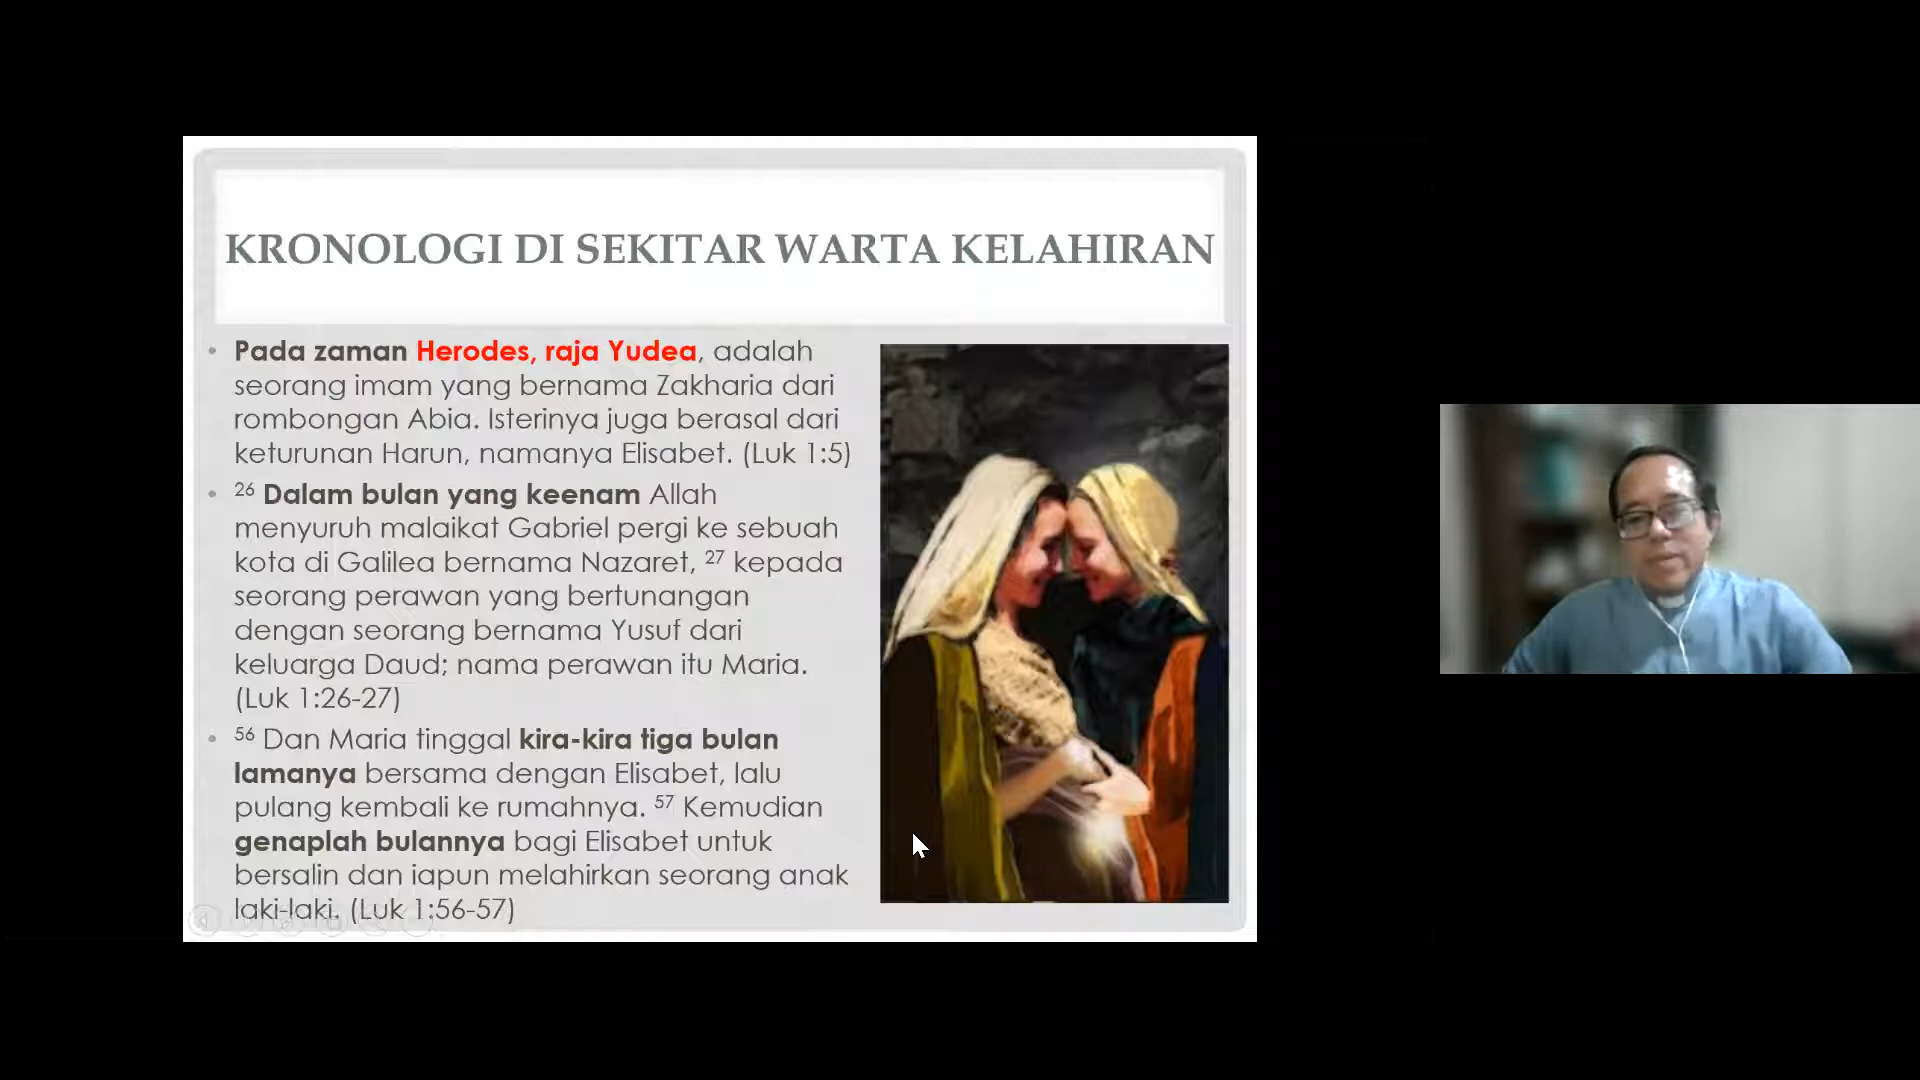 KRONOLOGI DI SEKITAR WARTA KELAHIRAN
• Pada zaman Herodes, raja Yudea, adalah
seorang imam yang bernama Zakharia dari
rombongan Abia. Isterinya juga berasal dari
keturunan Harun, namanya Elisabet. (Luk 1:5)
• 26 Dalam bulan yang keenam Allah
menyuruh malaikat Gabriel pergi ke sebuah
kota di Galilea bernama Nazaret, 27 kepada
seorang perawan yang bertunangan
dengan seorang bernama Yusuf dari
keluarga Daud; nama perawan itu Maria.
(Luk 1:26-27)
• 56 Dan Maria tinggal kira-kira tiga bulan
lamanya bersama dengan Elisabet, lalu
pulang kembali ke rumahnya. 57 Kemudian
genaplah bulannya bagi Elisabet untuk
bersalin dan iapun melahirkan seorang anak
laki-laki. (Luk 1:56-57)